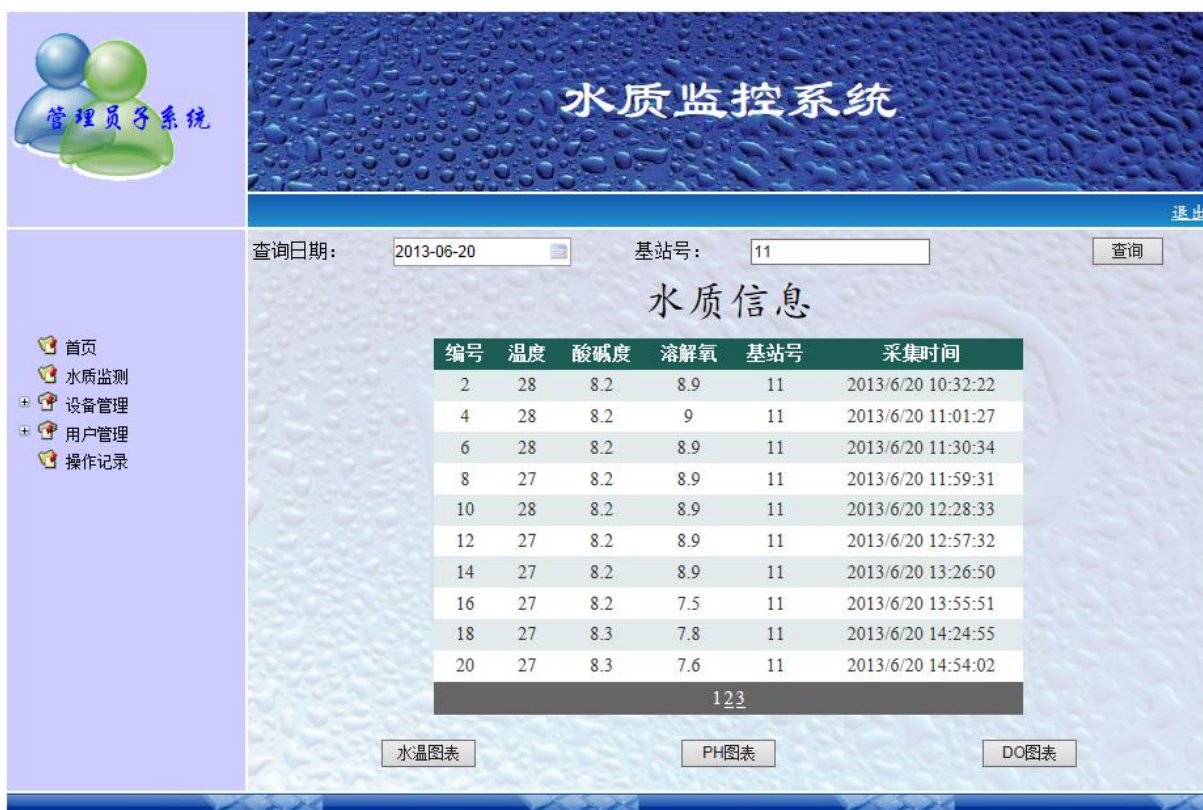 管理员子系统
水质监控系统
退出
查询日期： 2013-06-20 基站号： 11 查询
水质信息
首页
水质监测
设备管理
用户管理
操作记录
编号 温度 酸碱度 溶解氧 基站号 采集时间
2 28 8.2 8.9 11 2013/6/20 10:32:22
4 28 8.2 9 11 2013/6/20 11:01:27
6 28 8.2 8.9 11 2013/6/20 11:30:34
8 27 8.2 8.9 11 2013/6/20 11:59:31
10 28 8.2 8.9 11 2013/6/20 12:28:33
12 27 8.2 8.9 11 2013/6/20 12:57:32
14 27 8.2 8.9 11 2013/6/20 13:26:50
16 27 8.2 7.5 11 2013/6/20 13:55:51
18 27 8.3 7.8 11 2013/6/20 14:24:55
20 27 8.3 7.6 11 2013/6/20 14:54:02
123
水温图表 PH图表 DO图表